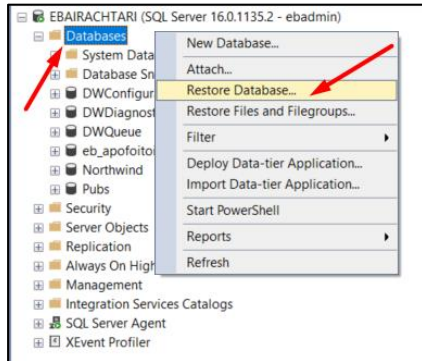 EBAIRACHTARI (SQL Server 16.0.1135.2 - ebadmin)
Databases
System Data
Database Sn
DWConfigur
DWDiagnost
DWQueue
eb_apofoito
Northwind
Pubs
Security
Server Objects
Replication
Always On High
Management
Integration Services Catalogs
SQL Server Agent
XEvent Profiler
New Database...
Attach...
Restore Database...
Restore Files and Filegroups...
Filter
Deploy Data-tier Application...
Import Data-tier Application...
Start PowerShell
Reports
Refresh